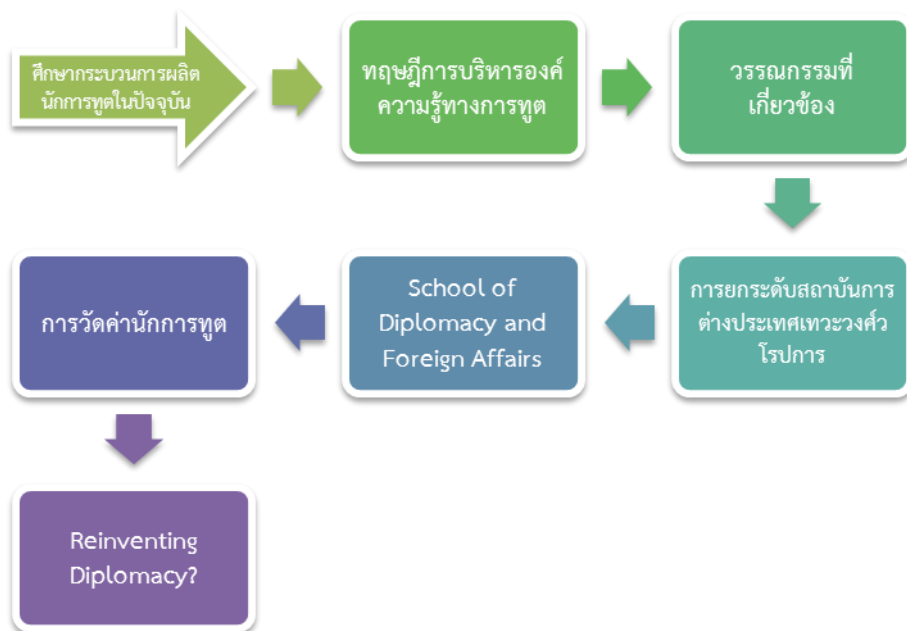 ศึกษากระบวนการผลิต
นักการทูตในปัจจุบัน
ทฤษฎีการบริหารองค์
ความรู้ทางการทูต
วรรณกรรมที่
เกี่ยวข้อง
การยกระดับสถาบันการ
ต่างประเทศเทวะวงศ์ว
โรปการ
School of
Diplomacy and
Foreign Affairs
การวัดค่านักการทูต
Reinventing
Diplomacy?